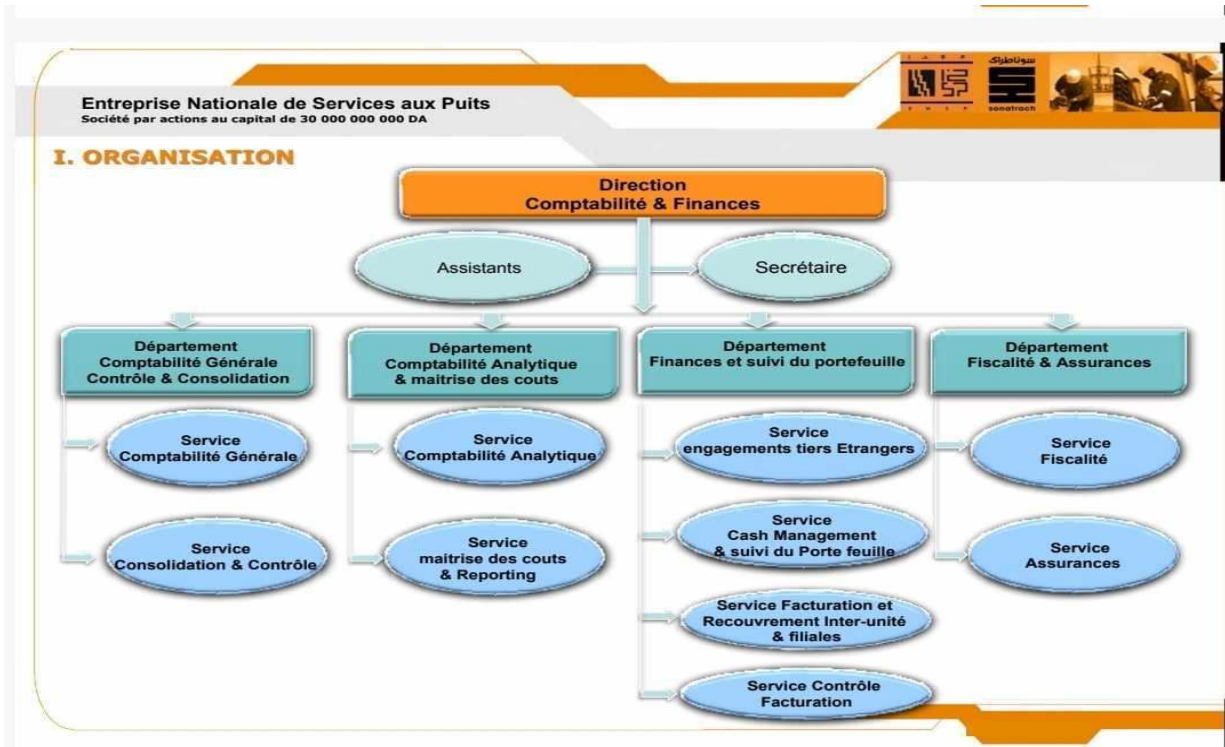 Entreprise Nationale de Services aux Puits
Société par actions au capital de 30 000 000 000 DA
سوناطراك
sonatrach
I. ORGANISATION
Direction
Comptabilité & Finances
Assistants
Secrétaire
Département
Comptabilité Générale
Contrôle & Consolidation
Département
Comptabilité Analytique
& maitrise des couts
Département
Finances et suivi du portefeuille
Département
Fiscalité & Assurances
Service
Comptabilité Générale
Service
Comptabilité Analytique
Service
engagements tiers Etrangers
Service
Fiscalité
Service
Consolidation & Contrôle
Service
maitrise des couts
& Reporting
Service
Cash Management
& suivi du Porte feuille
Service
Assurances
Service Facturation et
Recouvrement Inter-unité
& filiales
Service Contrôle
Facturation